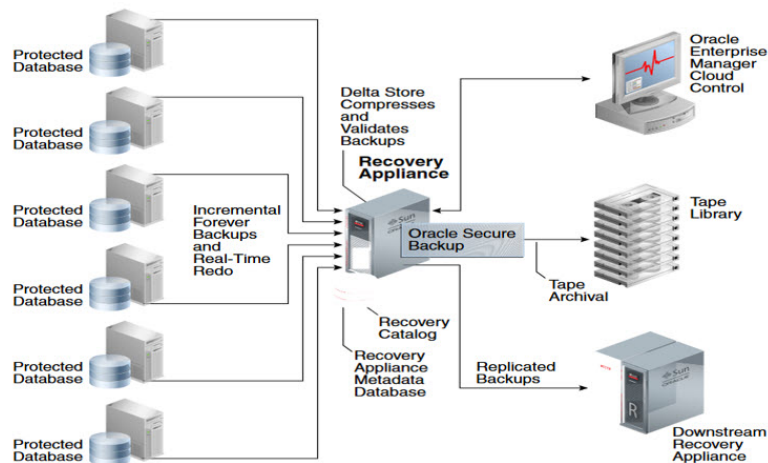 Protected
Database
Protected
Database
Protected
Database
Protected
Database
Protected
Database
Protected
Database
Incremental
Forever
Backups
and
Real-Time
Redo
Delta Store
Compresses
and
Validates
Backups
Recovery
Appliance
Sun
Oracle Secure
Backup
Recovery
Catalog
Recovery
Appliance
Metadata
Database
Oracle
Enterprise
Manager
Cloud
Control
Tape
Library
Tape
Archival
Replicated
Backups
Sun
R
Downstream
Recovery
Appliance